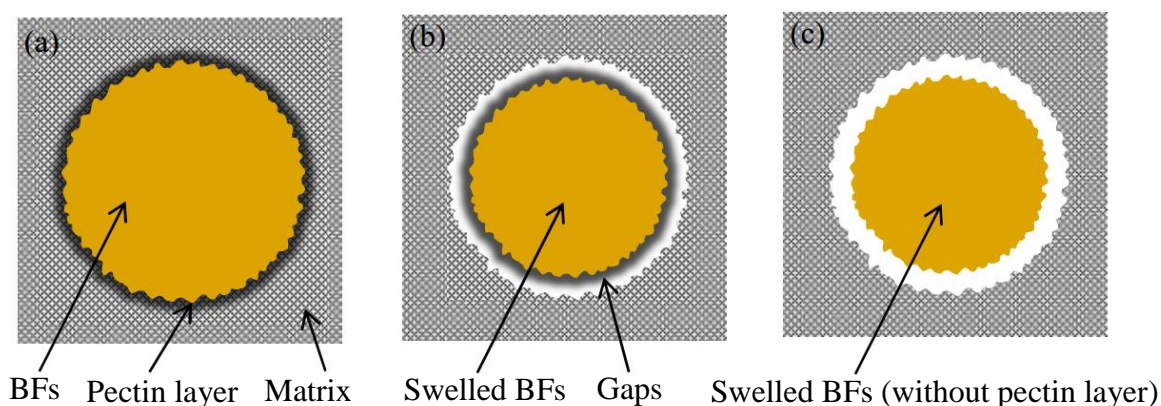 (a) (b) (c)
BFs Pectin layer Matrix Swelled BFs Gaps Swelled BFs (without pectin layer)